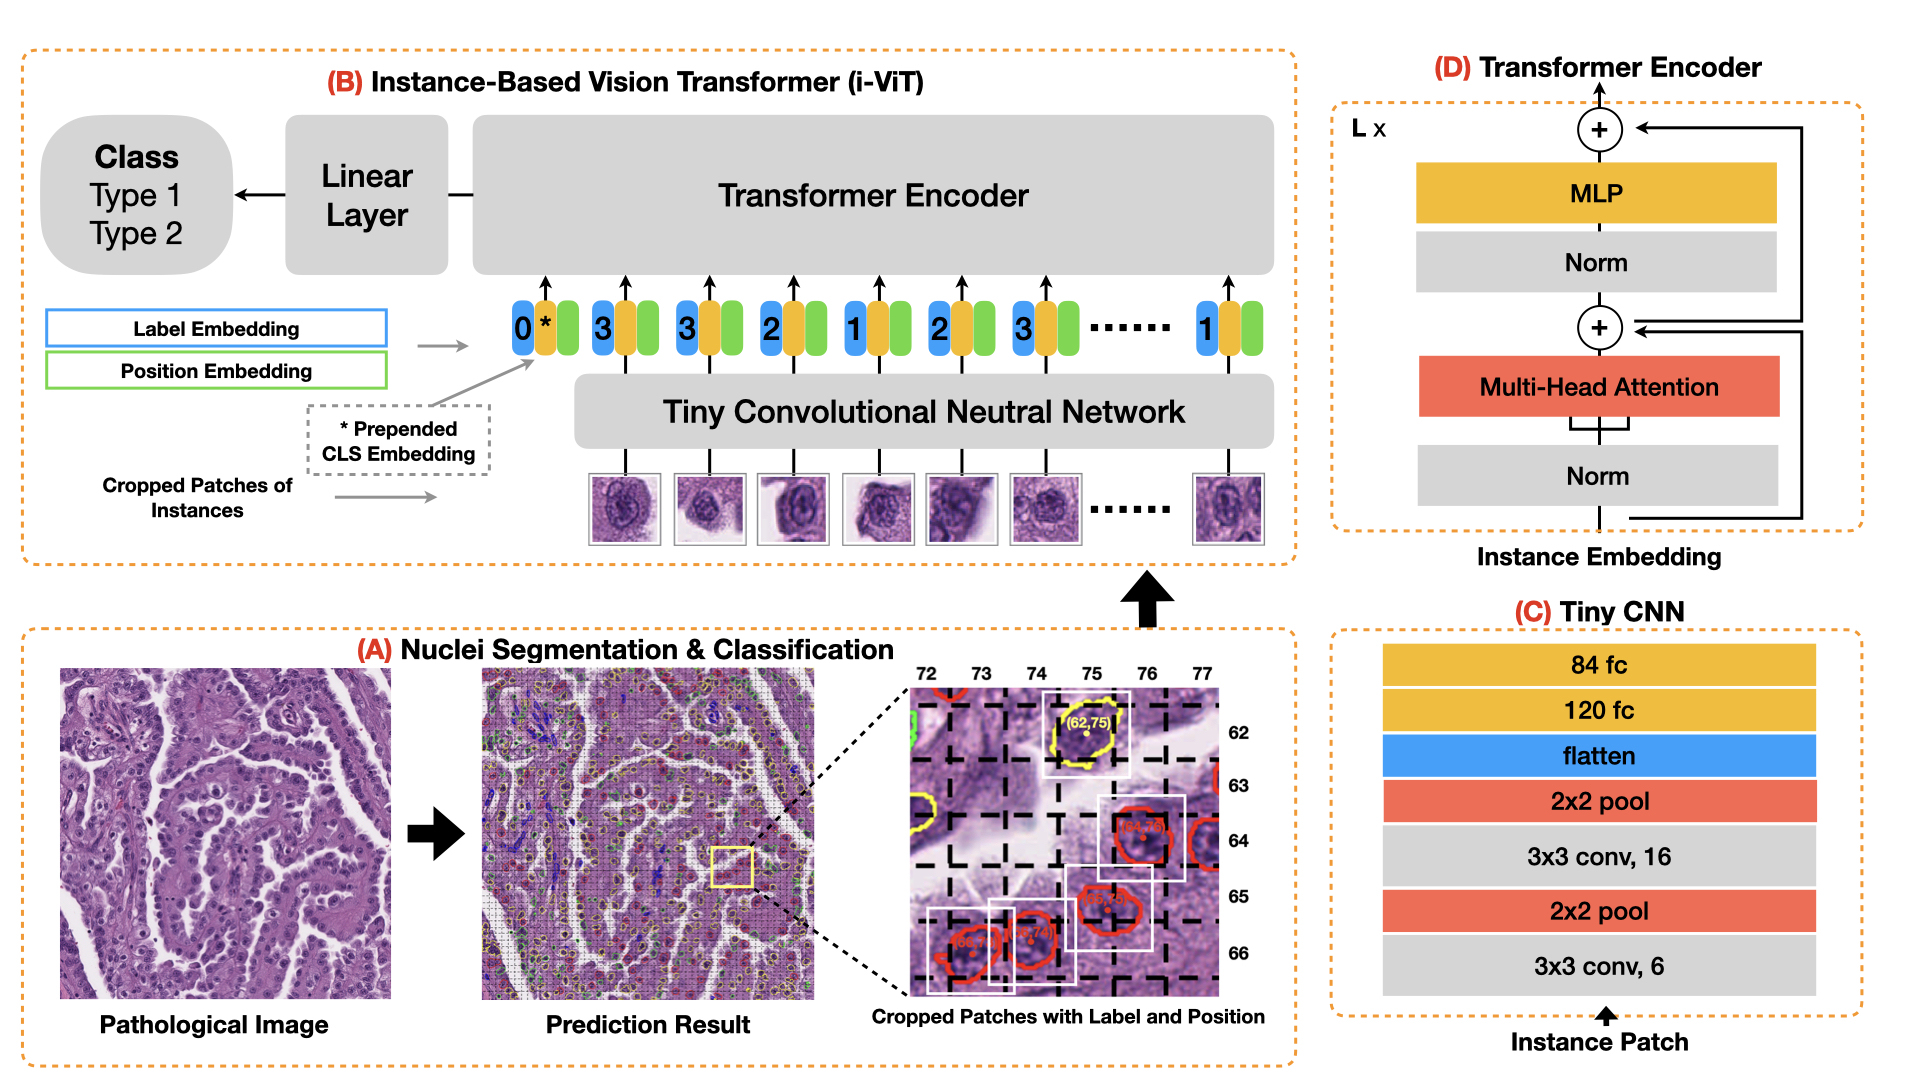 (B) Instance-Based Vision Transformer (i-ViT)
Class
Type 1
Type 2
Linear
Layer
Transformer Encoder
Label Embedding
Position Embedding
0 * 3 3 2 1 2 3 ...... 1
* Prepended
CLS Embedding
Tiny Convolutional Neutral Network
Cropped Patches of
Instances
......
(A) Nuclei Segmentation & Classification
72 73 74 75 76 77
62
63
64
65
66
(62,75)
(64,76)
(65,75)
Pathological Image
Prediction Result
Cropped Patches with Label and Position
(D) Transformer Encoder
L x
+
MLP
Norm
+
Multi-Head Attention
Norm
Instance Embedding
(C) Tiny CNN
84 fc
120 fc
flatten
2x2 pool
3x3 conv, 16
2x2 pool
3x3 conv, 6
Instance Patch